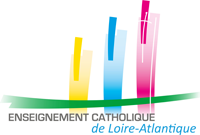 ENSEIGNEMENT CATHOLIQUE
de Loire-Atlantique